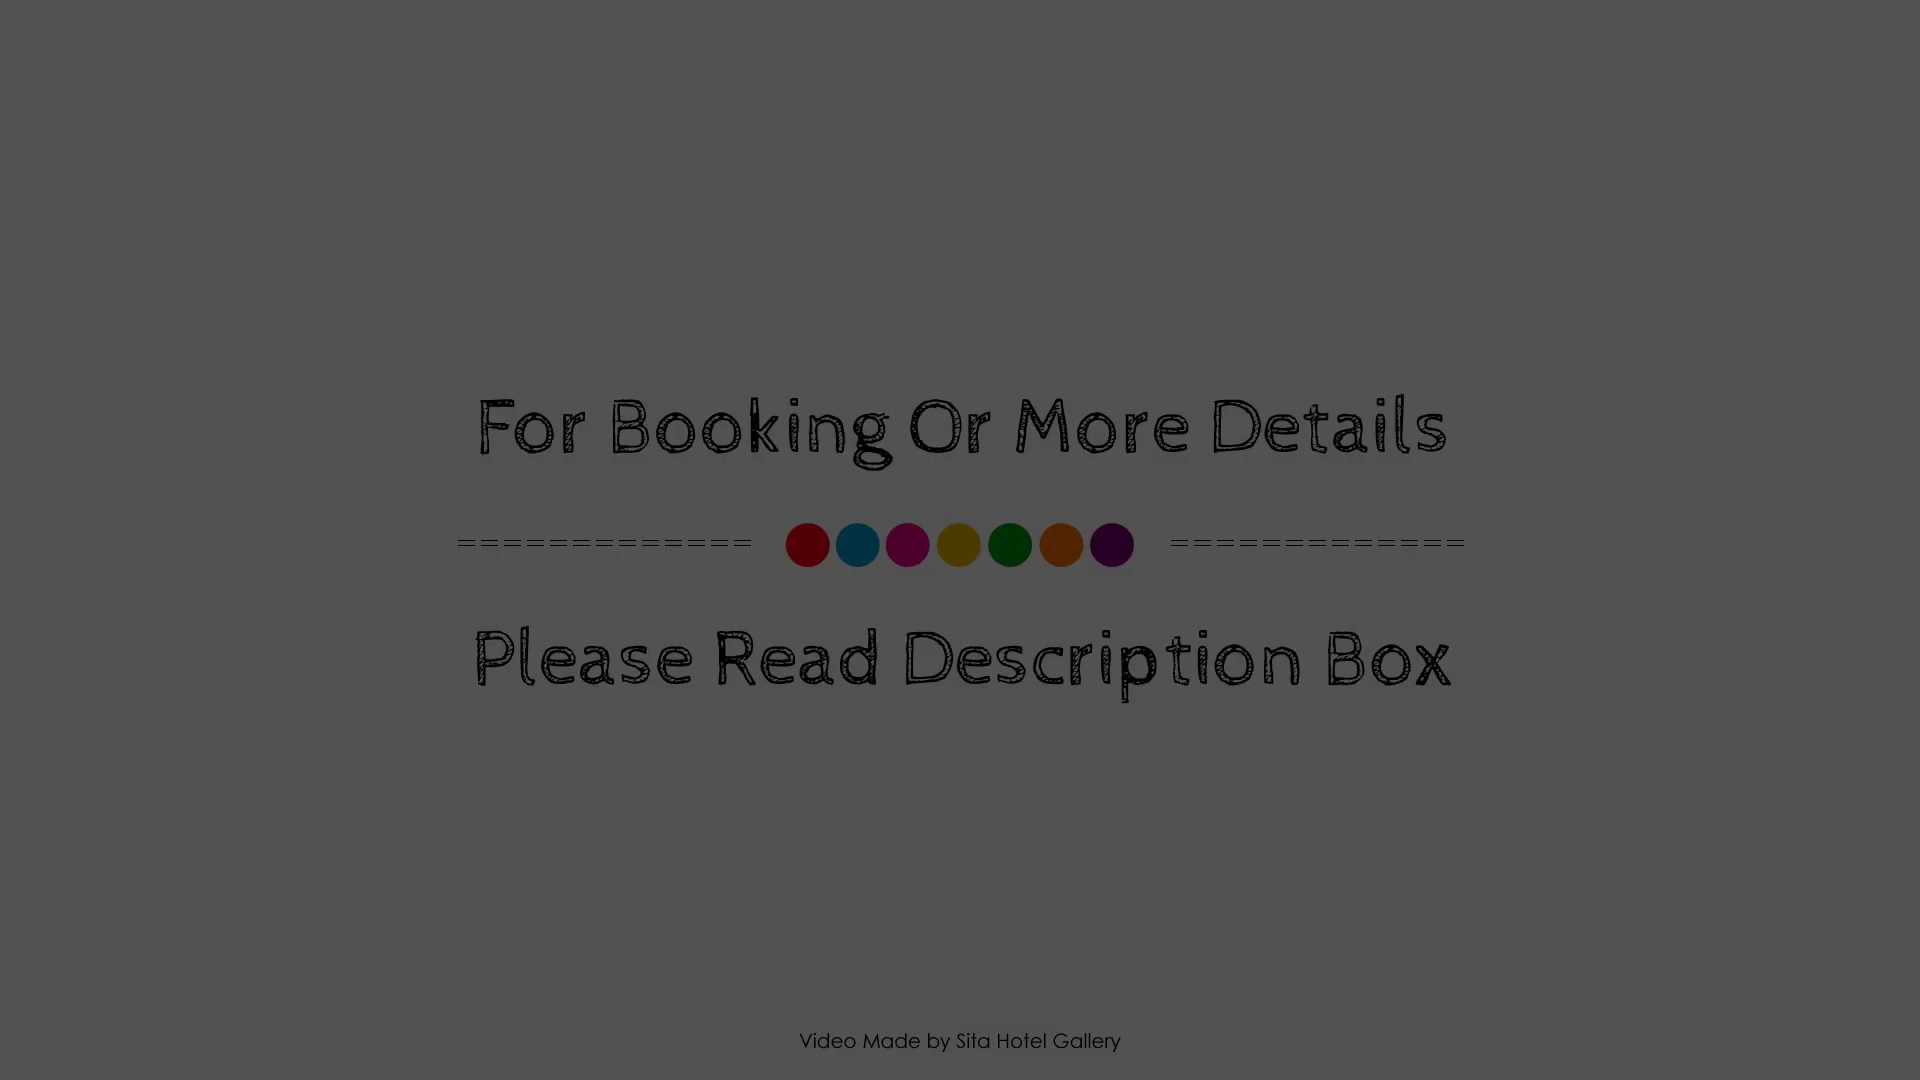 For Booking Or More Details
============= =============
Please Read Description Box
Video Made by Sita Hotel Gallery